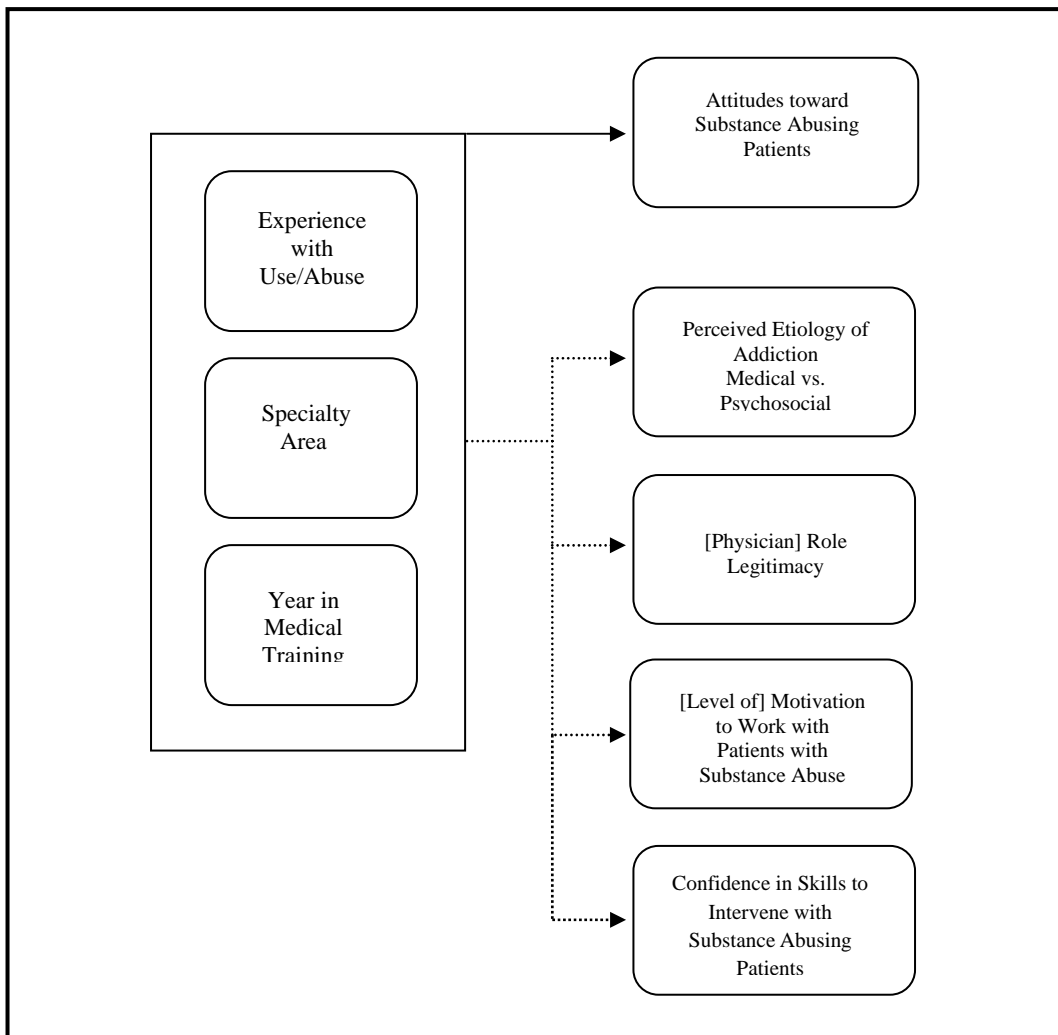 Attitudes toward
Substance Abusing
Patients
Experience
with
Use/Abuse
Perceived Etiology of
Addiction
Medical vs.
Psychosocial
Specialty
Area
[Physician] Role
Legitimacy
Year in
Medical
Training
[Level of] Motivation
to Work with
Patients with
Substance Abuse
Confidence in Skills to
Intervene with
Substance Abusing
Patients